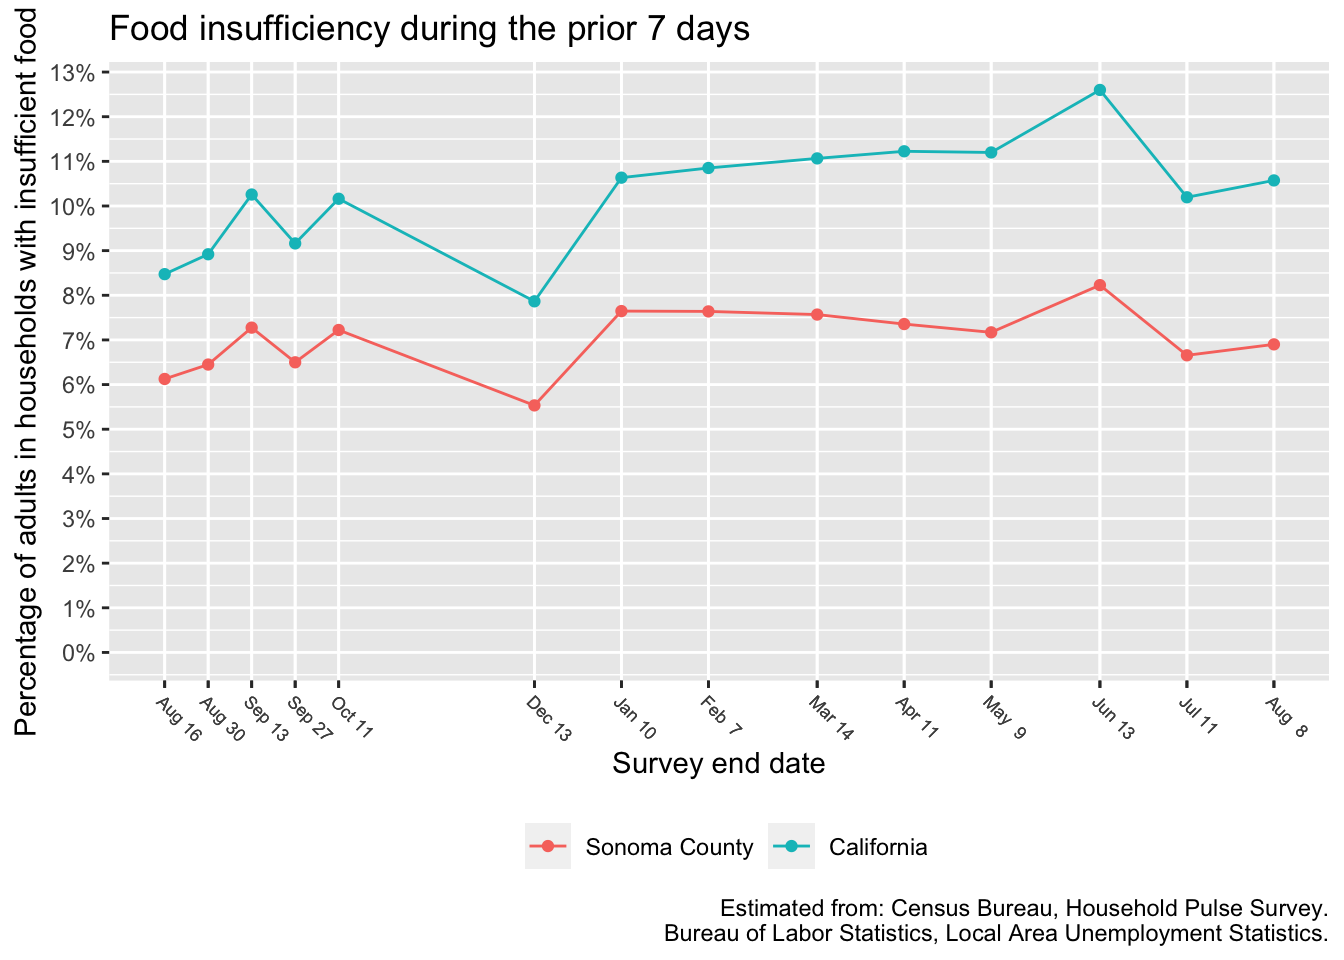 Food insufficiency during the prior 7 days
Percentage of adults in households with insufficient food
13%
12%
11%
10%
9%
8%
7%
6%
5%
4%
3%
2%
1%
0%
Aug 16
Aug 30
Sep 13
Sep 27
Oct 11
Dec 13
Jan 10
Feb 7
Mar 14
Apr 11
May 9
Jun 13
Jul 11
Aug 8
Survey end date
Sonoma County
California
Estimated from: Census Bureau, Household Pulse Survey.
Bureau of Labor Statistics, Local Area Unemployment Statistics.